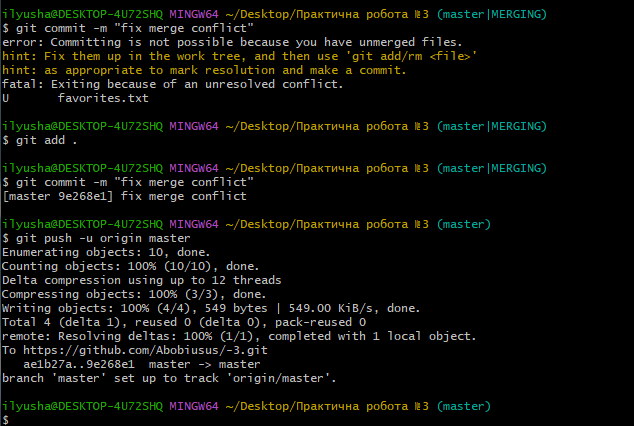 ilyusha@DESKTOP-4U72SHQ MINGW64 ~/Desktop/Практична робота №3 (master|MERGING)
$ git commit -m "fix merge conflict"
error: Committing is not possible because you have unmerged files.
hint: Fix them up in the work tree, and then use 'git add/rm <file>'
hint: as appropriate to mark resolution and make a commit.
fatal: Exiting because of an unresolved conflict.
U       favorites.txt
ilyusha@DESKTOP-4U72SHQ MINGW64 ~/Desktop/Практична робота №3 (master|MERGING)
$ git add .
ilyusha@DESKTOP-4U72SHQ MINGW64 ~/Desktop/Практична робота №3 (master|MERGING)
$ git commit -m "fix merge conflict"
[master 9e268e1] fix merge conflict
ilyusha@DESKTOP-4U72SHQ MINGW64 ~/Desktop/Практична робота №3 (master)
$ git push -u origin master
Enumerating objects: 10, done.
Counting objects: 100% (10/10), done.
Delta compression using up to 12 threads
Compressing objects: 100% (3/3), done.
Writing objects: 100% (4/4), 549 bytes | 549.00 KiB/s, done.
Total 4 (delta 1), reused 0 (delta 0), pack-reused 0
remote: Resolving deltas: 100% (1/1), completed with 1 local object.
To https://github.com/Abobiusus/-3.git
   ae1b27a..9e268e1  master -> master
branch 'master' set up to track 'origin/master'.
ilyusha@DESKTOP-4U72SHQ MINGW64 ~/Desktop/Практична робота №3 (master)
$